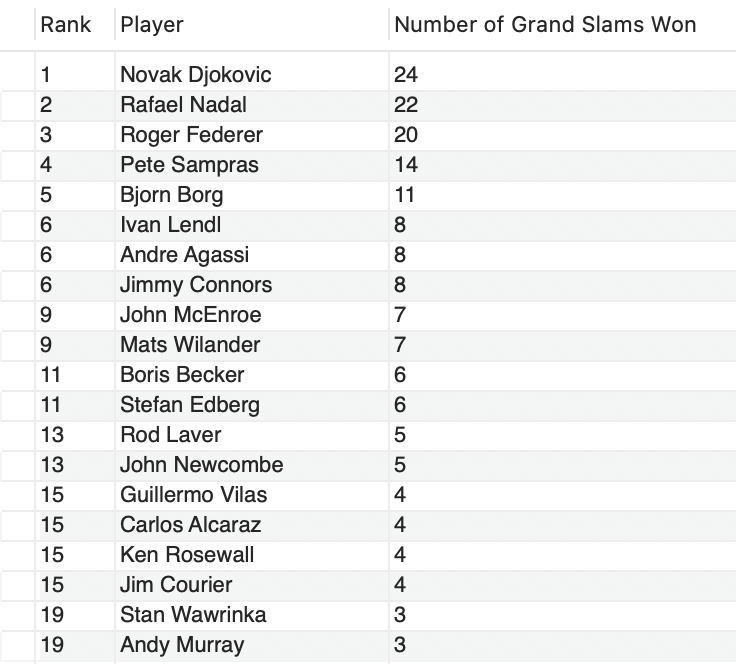 Rank Player Number of Grand Slams Won
1 Novak Djokovic 24
2 Rafael Nadal 22
3 Roger Federer 20
4 Pete Sampras 14
5 Bjorn Borg 11
6 Ivan Lendl 8
6 Andre Agassi 8
6 Jimmy Connors 8
9 John McEnroe 7
9 Mats Wilander 7
11 Boris Becker 6
11 Stefan Edberg 6
13 Rod Laver 5
13 John Newcombe 5
15 Guillermo Vilas 4
15 Carlos Alcaraz 4
15 Ken Rosewall 4
15 Jim Courier 4
19 Stan Wawrinka 3
19 Andy Murray 3